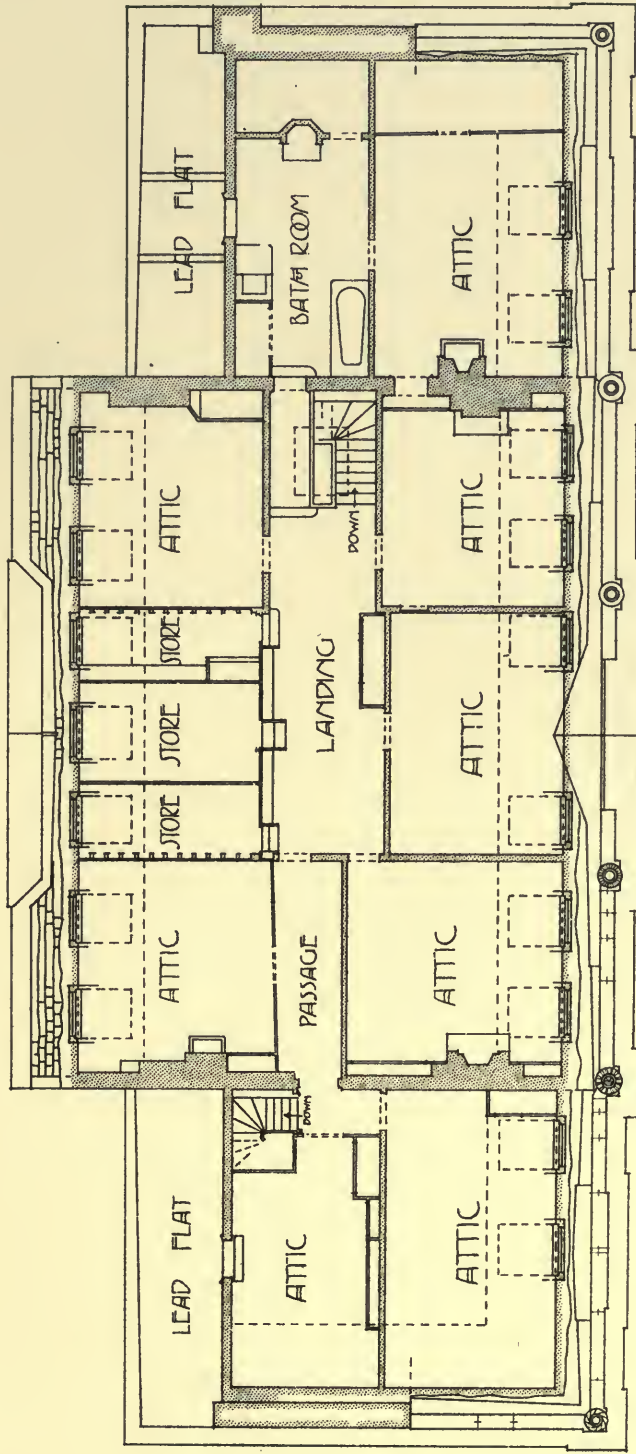 LEAD FLAT
LEAD FLAT
ATTIC
STORE
STORE
STORE
ATTIC
ATTIC
DOWN
PASSAGE
LANDING
DOWN
BATH ROOM
ATTIC
ATTIC
ATTIC
ATTIC
ATTIC